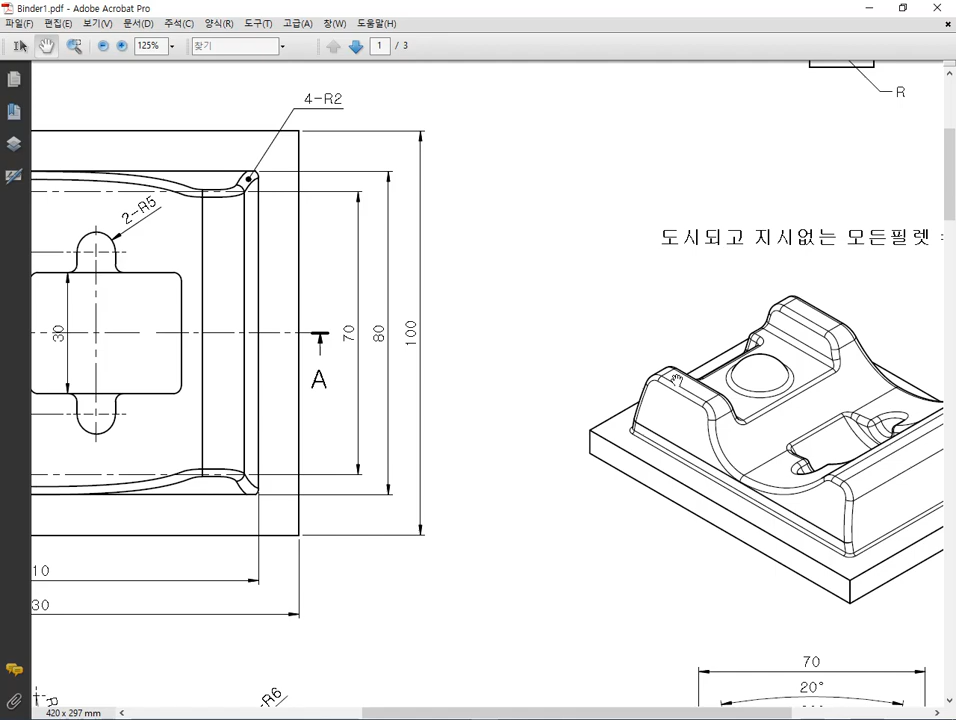 Binder1.pdf - Adobe Acrobat Pro
파일(F) 편집(E) 보기(V) 문서(D) 주석(C) 양식(R) 도구(T) 고급(A) 창(W) 도움말(H)
125% 찾기 1 / 3
4-R2
R
2-R5
도시되고 지시없는 모든필렛
30
70
80
100
A
10
30
70
20°
R
-R6
420 x 297 mm